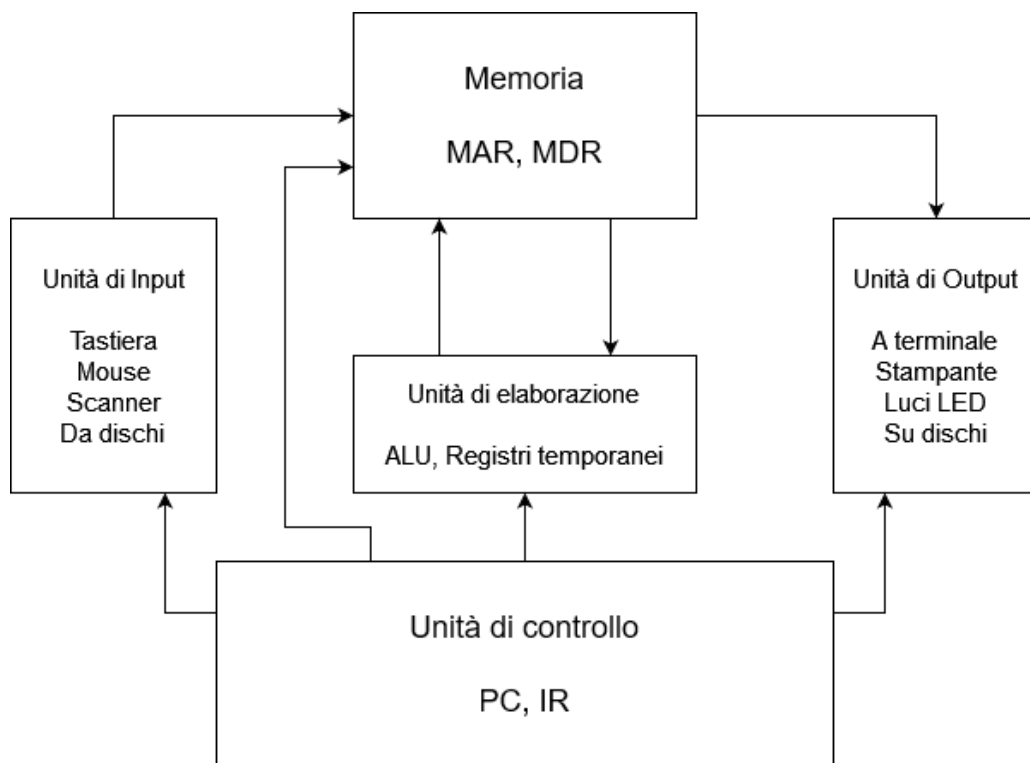 Memoria
MAR, MDR
Unità di Input
Tastiera
Mouse
Scanner
Da dischi
Unità di elaborazione
ALU, Registri temporanei
Unità di Output
A terminale
Stampante
Luci LED
Su dischi
Unità di controllo
PC, IR